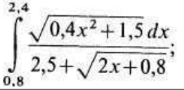 2,4
∫ √(0,4x² + 1,5) dx / (2,5 + √(2x + 0,8));
0,8